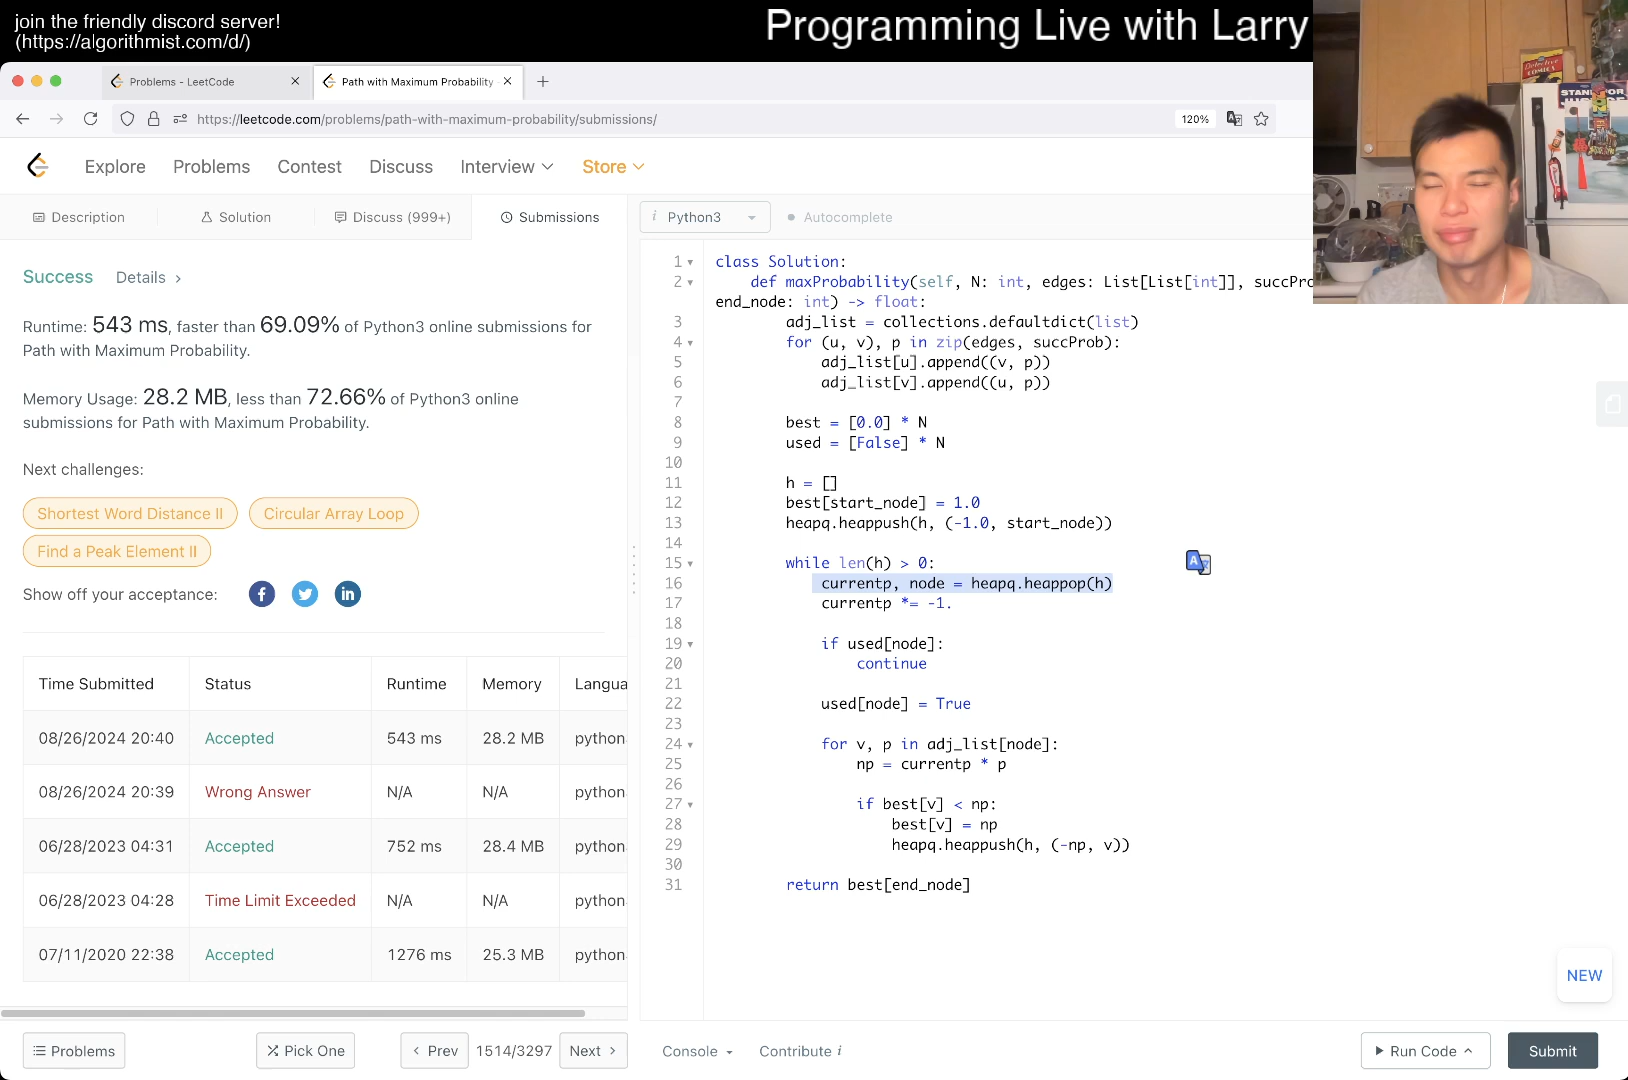 join the friendly discord server!
(https://algorithmist.com/d/)
Programming Live with Larry
Problems - LeetCode
Path with Maximum Probability
https://leetcode.com/problems/path-with-maximum-probability/submissions/
120%
Explore
Problems
Contest
Discuss
Interview
Store
Description
Solution
Discuss (999+)
Submissions
i Python3
Autocomplete
Success
Details
Runtime: 543 ms, faster than 69.09% of Python3 online submissions for
Path with Maximum Probability.
Memory Usage: 28.2 MB, less than 72.66% of Python3 online
submissions for Path with Maximum Probability.
Next challenges:
Shortest Word Distance II
Circular Array Loop
Find a Peak Element II
Show off your acceptance:
Time Submitted Status Runtime Memory Langua
08/26/2024 20:40 Accepted 543 ms 28.2 MB python
08/26/2024 20:39 Wrong Answer N/A N/A python
06/28/2023 04:31 Accepted 752 ms 28.4 MB python
06/28/2023 04:28 Time Limit Exceeded N/A N/A python
07/11/2020 22:38 Accepted 1276 ms 25.3 MB python
1 class Solution:
2 def maxProbability(self, N: int, edges: List[List[int]], succPro
end_node: int) -> float:
3 adj_list = collections.defaultdict(list)
4 for (u, v), p in zip(edges, succProb):
5 adj_list[u].append((v, p))
6 adj_list[v].append((u, p))
7
8 best = [0.0] * N
9 used = [False] * N
10
11 h = []
12 best[start_node] = 1.0
13 heapq.heappush(h, (-1.0, start_node))
14
15 while len(h) > 0:
16 currentp, node = heapq.heappop(h)
17 currentp *= -1.
18
19 if used[node]:
20 continue
21
22 used[node] = True
23
24 for v, p in adj_list[node]:
25 np = currentp * p
26
27 if best[v] < np:
28 best[v] = np
29 heapq.heappush(h, (-np, v))
30
31 return best[end_node]
NEW
Problems
Pick One
Prev
1514/3297
Next
Console
Contribute i
Run Code
Submit